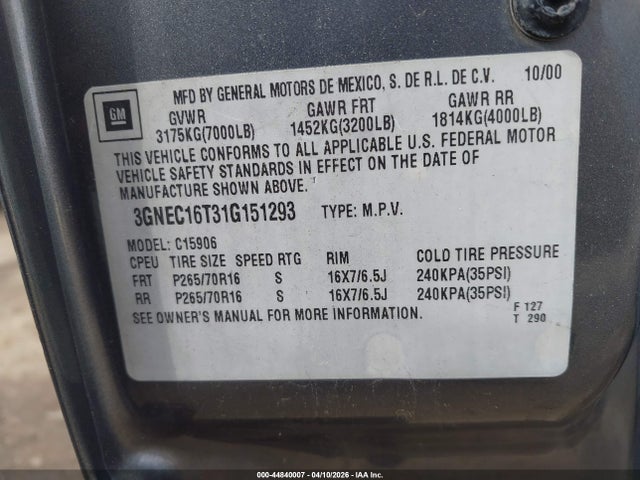 MFD BY GENERAL MOTORS DE MEXICO, S. DE R.L. DE C.V. 10/00
GM
GVWR GAWR FRT GAWR RR
3175KG(7000LB) 1452KG(3200LB) 1814KG(4000LB)
THIS VEHICLE CONFORMS TO ALL APPLICABLE U.S. FEDERAL MOTOR
VEHICLE SAFETY STANDARDS IN EFFECT ON THE DATE OF
MANUFACTURE SHOWN ABOVE.
3GNEC16T31G151293 TYPE: M.P.V.
MODEL: C15906
CPEU TIRE SIZE SPEED RTG RIM COLD TIRE PRESSURE
FRT P265/70R16 S 16X7/6.5J 240KPA(35PSI)
RR P265/70R16 S 16X7/6.5J 240KPA(35PSI)
SEE OWNER'S MANUAL FOR MORE INFORMATION.
F 127
T 290
000-44840007 - 04/10/2026 - IAA Inc.